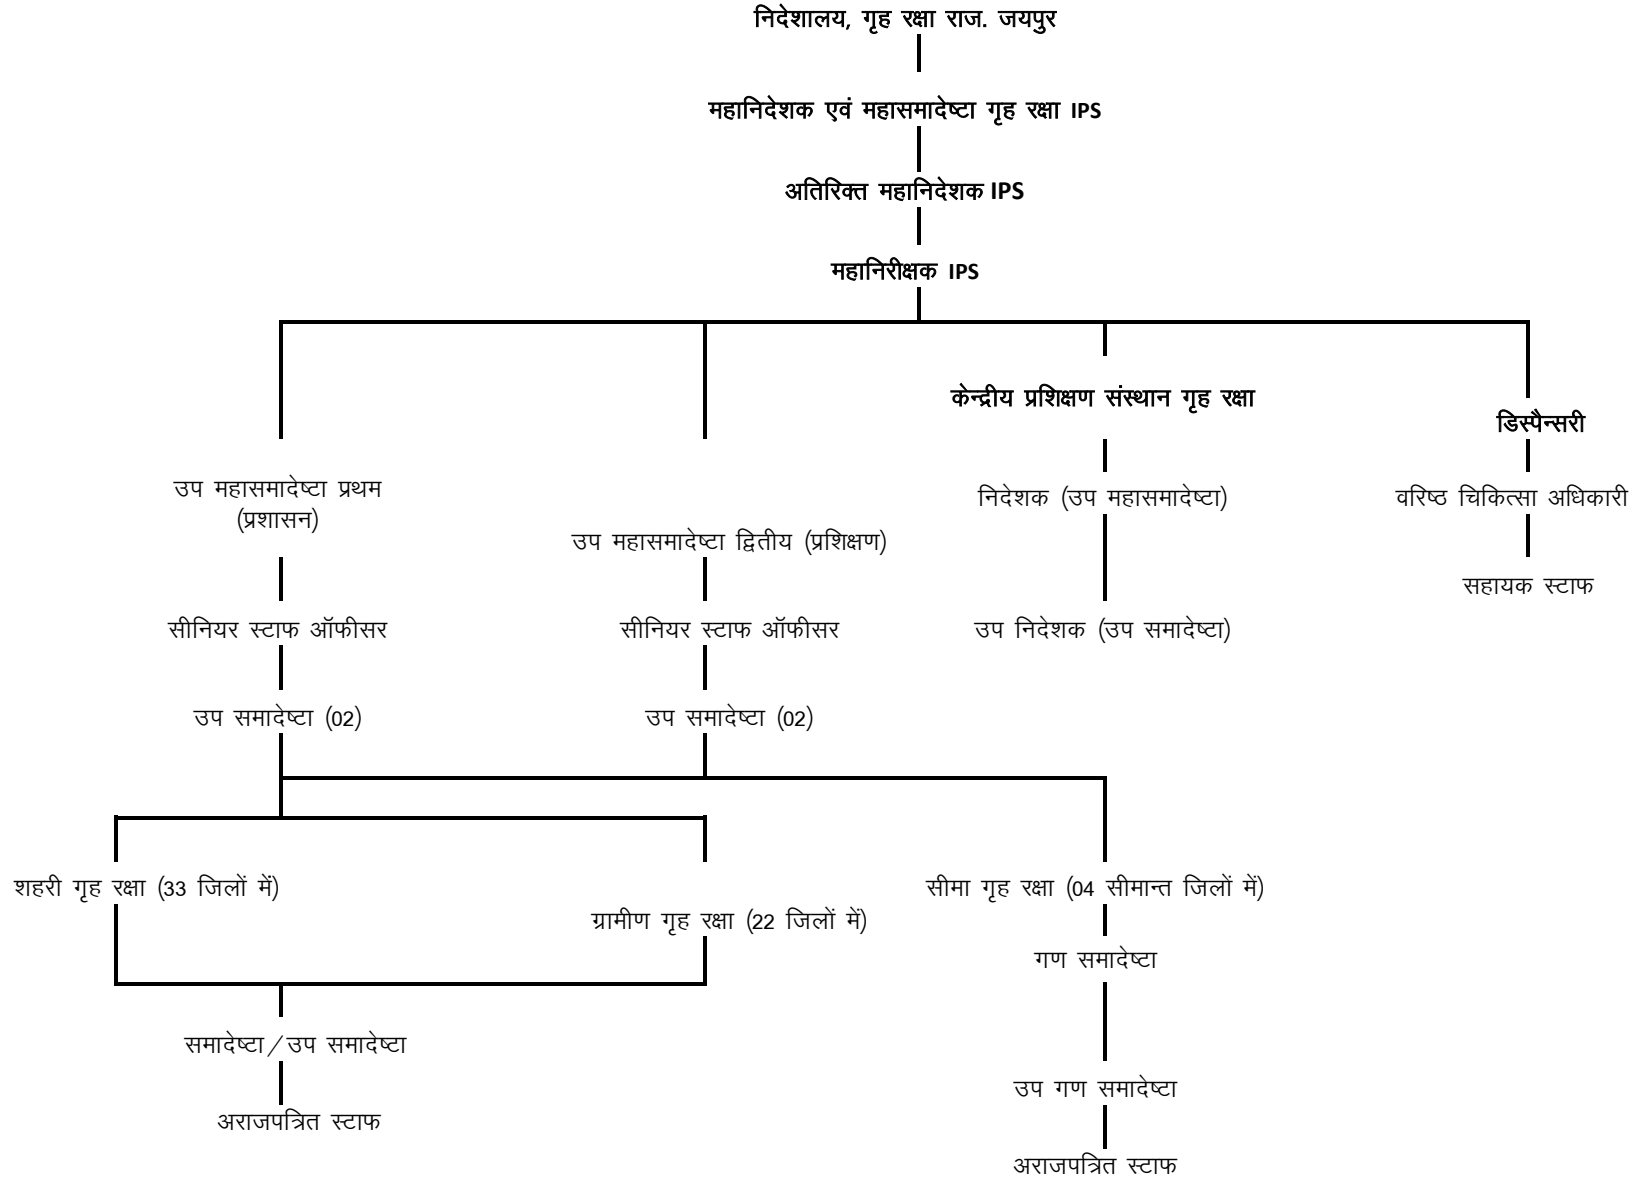 निदेशालय, गृह रक्षा राज. जयपुर
महानिदेशक एवं महासमादेष्टा गृह रक्षा IPS
अतिरिक्त महानिदेशक IPS
महानिरीक्षक IPS
केन्द्रीय प्रशिक्षण संस्थान गृह रक्षा
डिस्पैन्सरी
उप महासमादेष्टा प्रथम
(प्रशासन)
उप महासमादेष्टा द्वितीय (प्रशिक्षण)
निदेशक (उप महासमादेष्टा)
वरिष्ठ चिकित्सा अधिकारी
सहायक स्टाफ
सीनियर स्टाफ ऑफीसर
सीनियर स्टाफ ऑफीसर
उप निदेशक (उप समादेष्टा)
उप समादेष्टा (02)
उप समादेष्टा (02)
शहरी गृह रक्षा (33 जिलों में)
ग्रामीण गृह रक्षा (22 जिलों में)
सीमा गृह रक्षा (04 सीमान्त जिलों में)
गण समादेष्टा
समादेष्टा/उप समादेष्टा
उप गण समादेष्टा
अराजपत्रित स्टाफ
अराजपत्रित स्टाफ